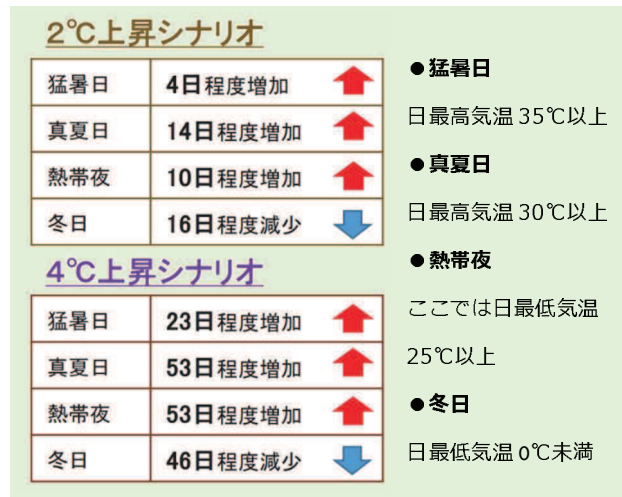 2℃上昇シナリオ
猛暑日 4日程度増加
真夏日 14日程度増加
熱帯夜 10日程度増加
冬日 16日程度減少
4℃上昇シナリオ
猛暑日 23日程度増加
真夏日 53日程度増加
熱帯夜 53日程度増加
冬日 46日程度減少
●猛暑日
日最高気温35℃以上
●真夏日
日最高気温30℃以上
●熱帯夜
ここでは日最低気温
25℃以上
●冬日
日最低気温0℃未満